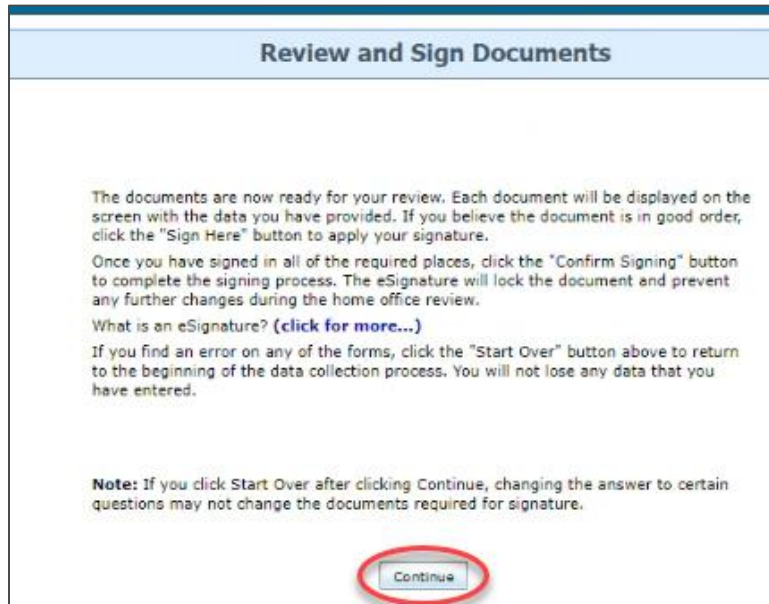 Review and Sign Documents
The documents are now ready for your review. Each document will be displayed on the
screen with the data you have provided. If you believe the document is in good order,
click the "Sign Here" button to apply your signature.
Once you have signed in all of the required places, click the "Confirm Signing" button
to complete the signing process. The eSignature will lock the document and prevent
any further changes during the home office review.
What is an eSignature? (click for more...)
If you find an error on any of the forms, click the "Start Over" button above to return
to the beginning of the data collection process. You will not lose any data that you
have entered.
Note: If you click Start Over after clicking Continue, changing the answer to certain
questions may not change the documents required for signature.
Continue